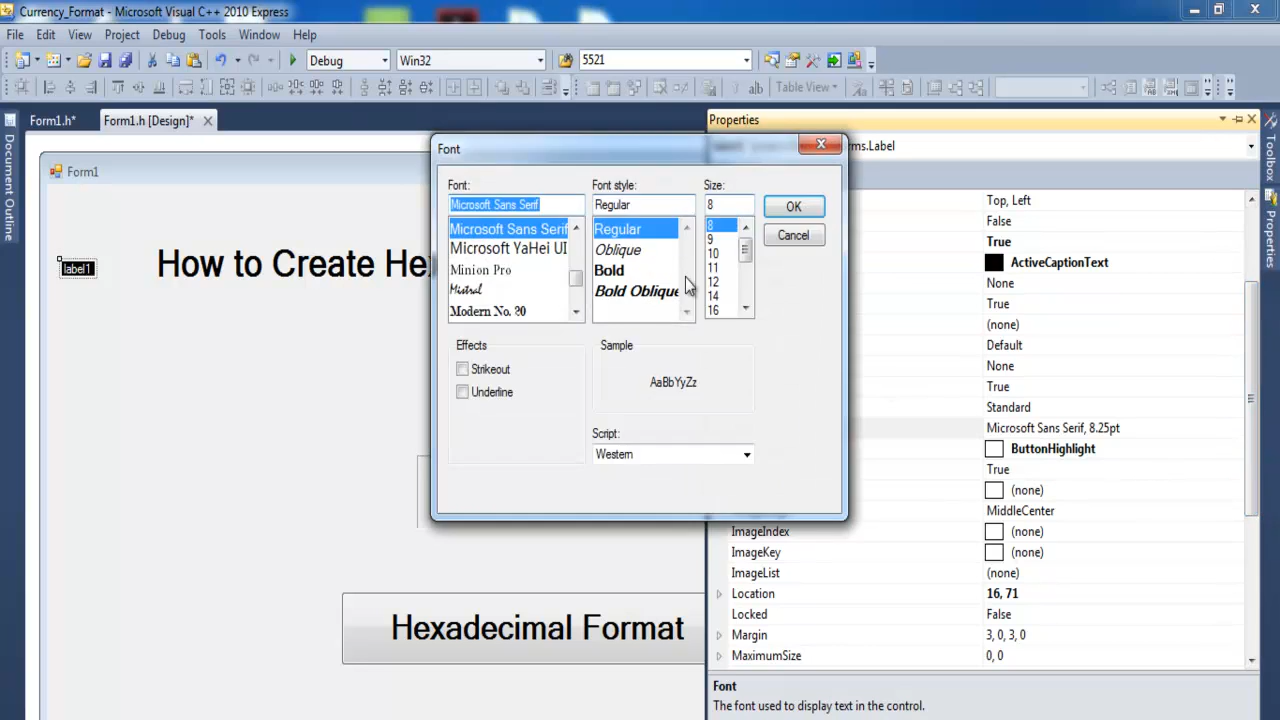 Currency_Format - Microsoft Visual C++ 2010 Express
File Edit View Project Debug Tools Window Help
Debug Win32 5521
Table View
Form1.h* Form1.h [Design]*
Document Outline
Form1
label1
How to Create Hex
Hexadecimal Format
Font
Font: Font style: Size:
Microsoft Sans Serif Regular 8
OK
Cancel
Microsoft Sans Serif
Microsoft YaHei UI
Minion Pro
Mistral
Modern No. 20
Regular
Oblique
Bold
Bold Oblique
8
9
10
11
12
14
16
Effects
Strikeout
Underline
Sample
AaBbYyZz
Script:
Western
Properties
ms.Label
Top, Left
False
True
ActiveCaptionText
None
True
(none)
Default
None
True
Standard
Microsoft Sans Serif, 8.25pt
ButtonHighlight
True
(none)
MiddleCenter
ImageIndex (none)
ImageKey (none)
ImageList (none)
Location 16, 71
Locked False
Margin 3, 0, 3, 0
MaximumSize 0, 0
Font
The font used to display text in the control.
Toolbox
Properties